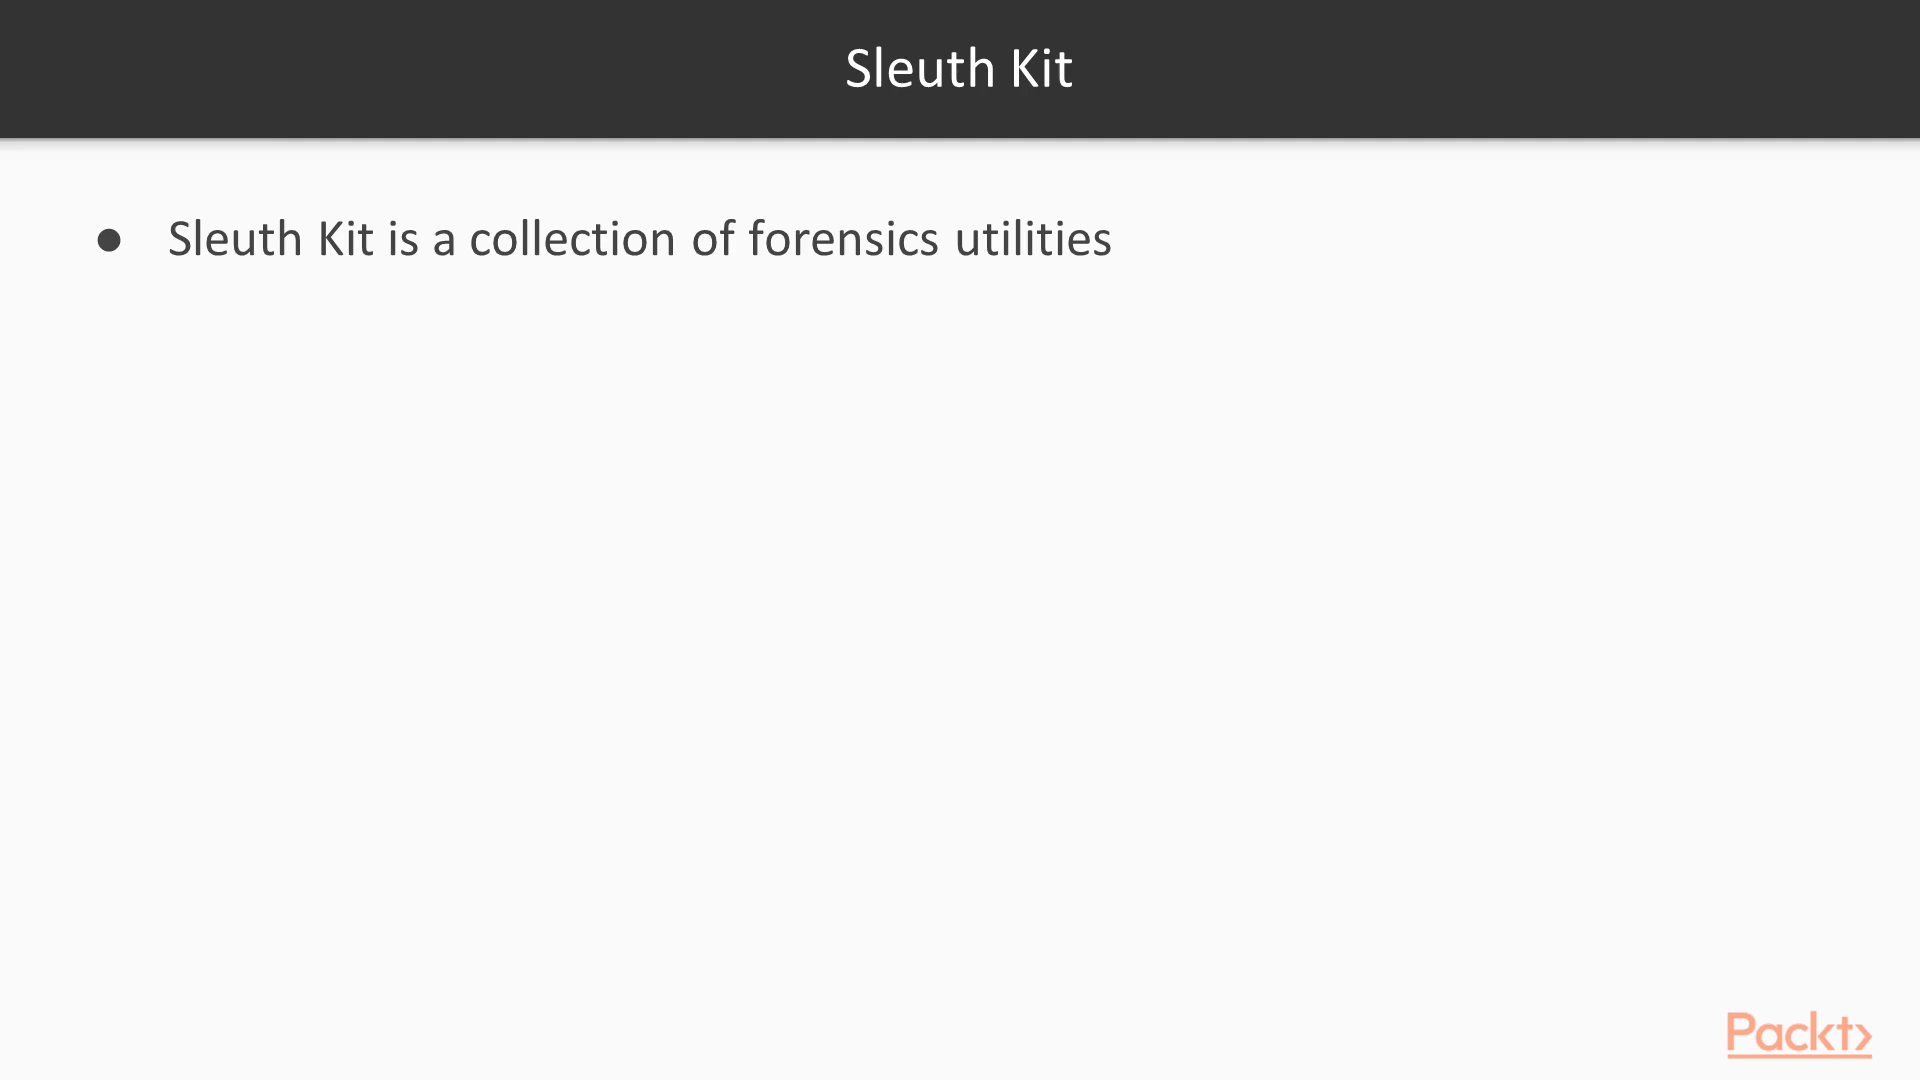 Sleuth Kit
● Sleuth Kit is a collection of forensics utilities
Packt>